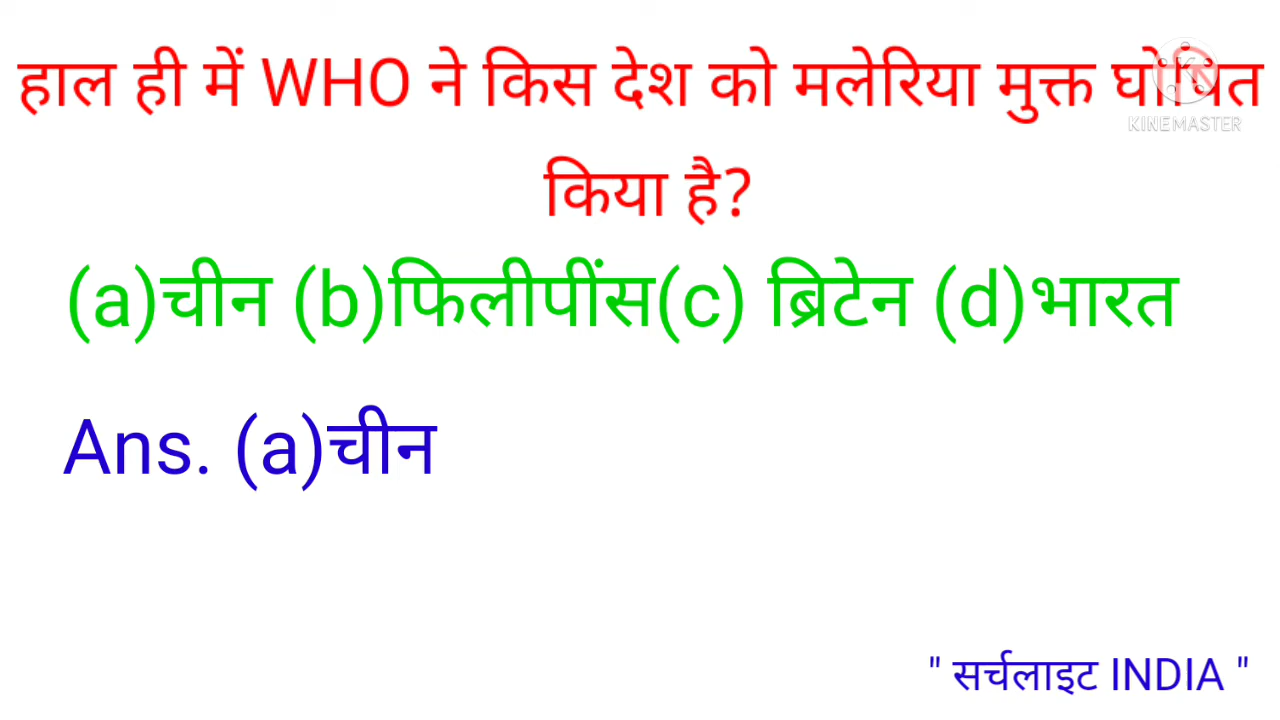 हाल ही में WHO ने किस देश को मलेरिया मुक्त घोषित
किया है?
(a)चीन (b)फिलीपींस(c) ब्रिटेन (d)भारत
Ans. (a)चीन
" सर्चलाइट INDIA "
KINEMASTER